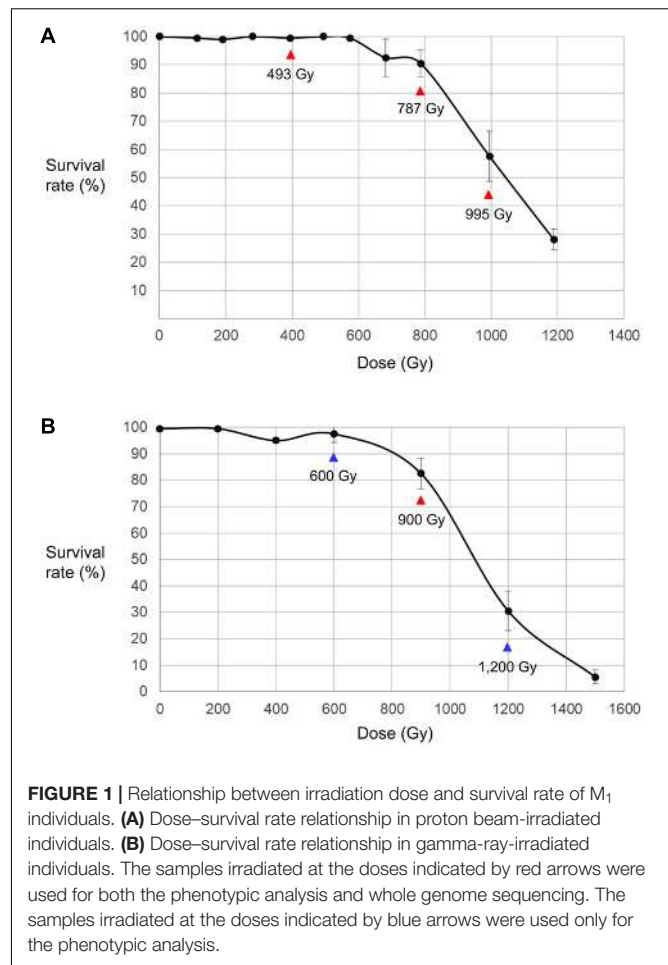 A
100
90
80
70
60
50
40
30
20
10
Survival
rate (%)
493 Gy
787 Gy
995 Gy
0 200 400 600 800 1000 1200 1400
Dose (Gy)
B
100
90
80
70
60
50
40
30
20
10
0
Survival
rate (%)
600 Gy
900 Gy
1,200 Gy
0 200 400 600 800 1000 1200 1400 1600
Dose (Gy)
FIGURE 1 | Relationship between irradiation dose and survival rate of M1
individuals. (A) Dose–survival rate relationship in proton beam-irradiated
individuals. (B) Dose–survival rate relationship in gamma-ray-irradiated
individuals. The samples irradiated at the doses indicated by red arrows were
used for both the phenotypic analysis and whole genome sequencing. The
samples irradiated at the doses indicated by blue arrows were used only for
the phenotypic analysis.